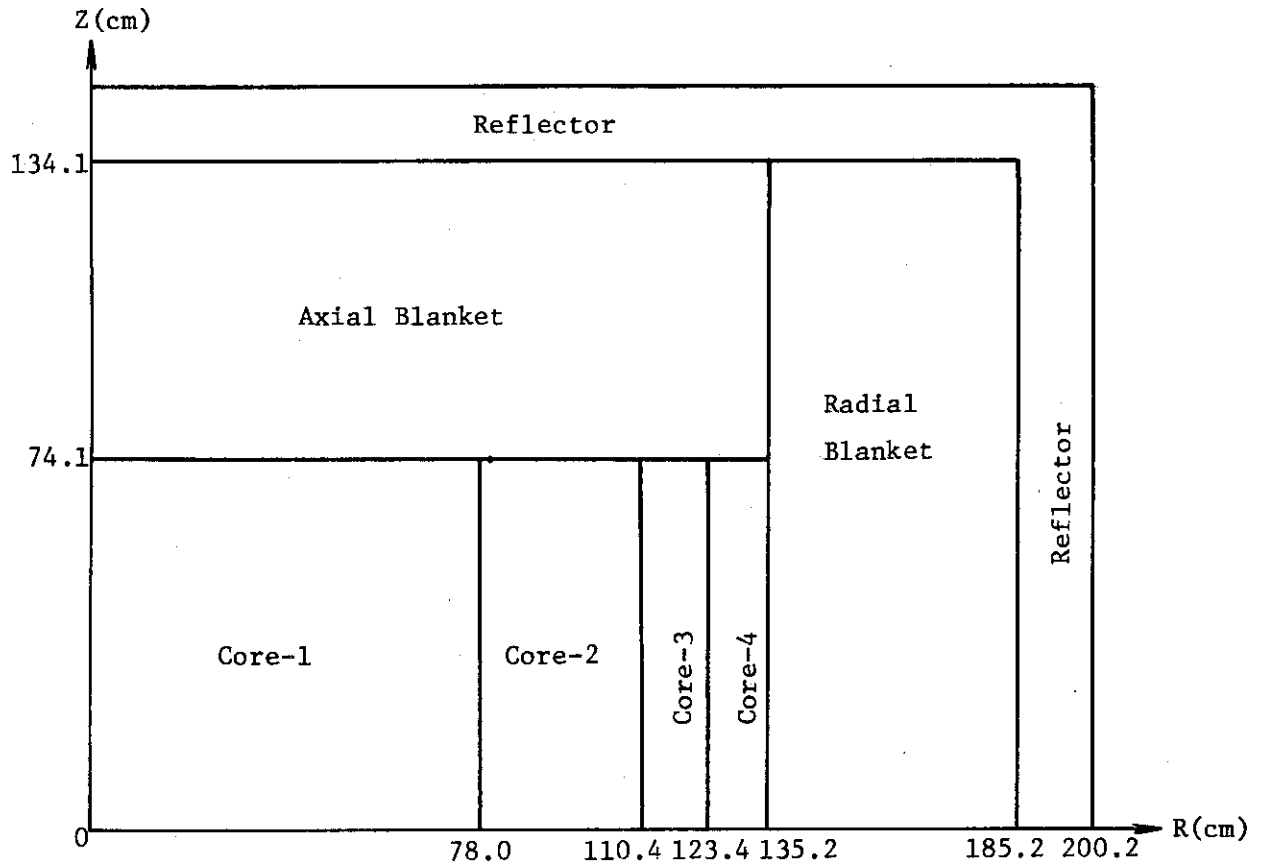 Z(cm)
Reflector
134.1
Axial Blanket
Radial
Blanket
Reflector
74.1
Core-1
Core-2
Core-3
Core-4
0
78.0
110.4
123.4
135.2
185.2
200.2
R(cm)